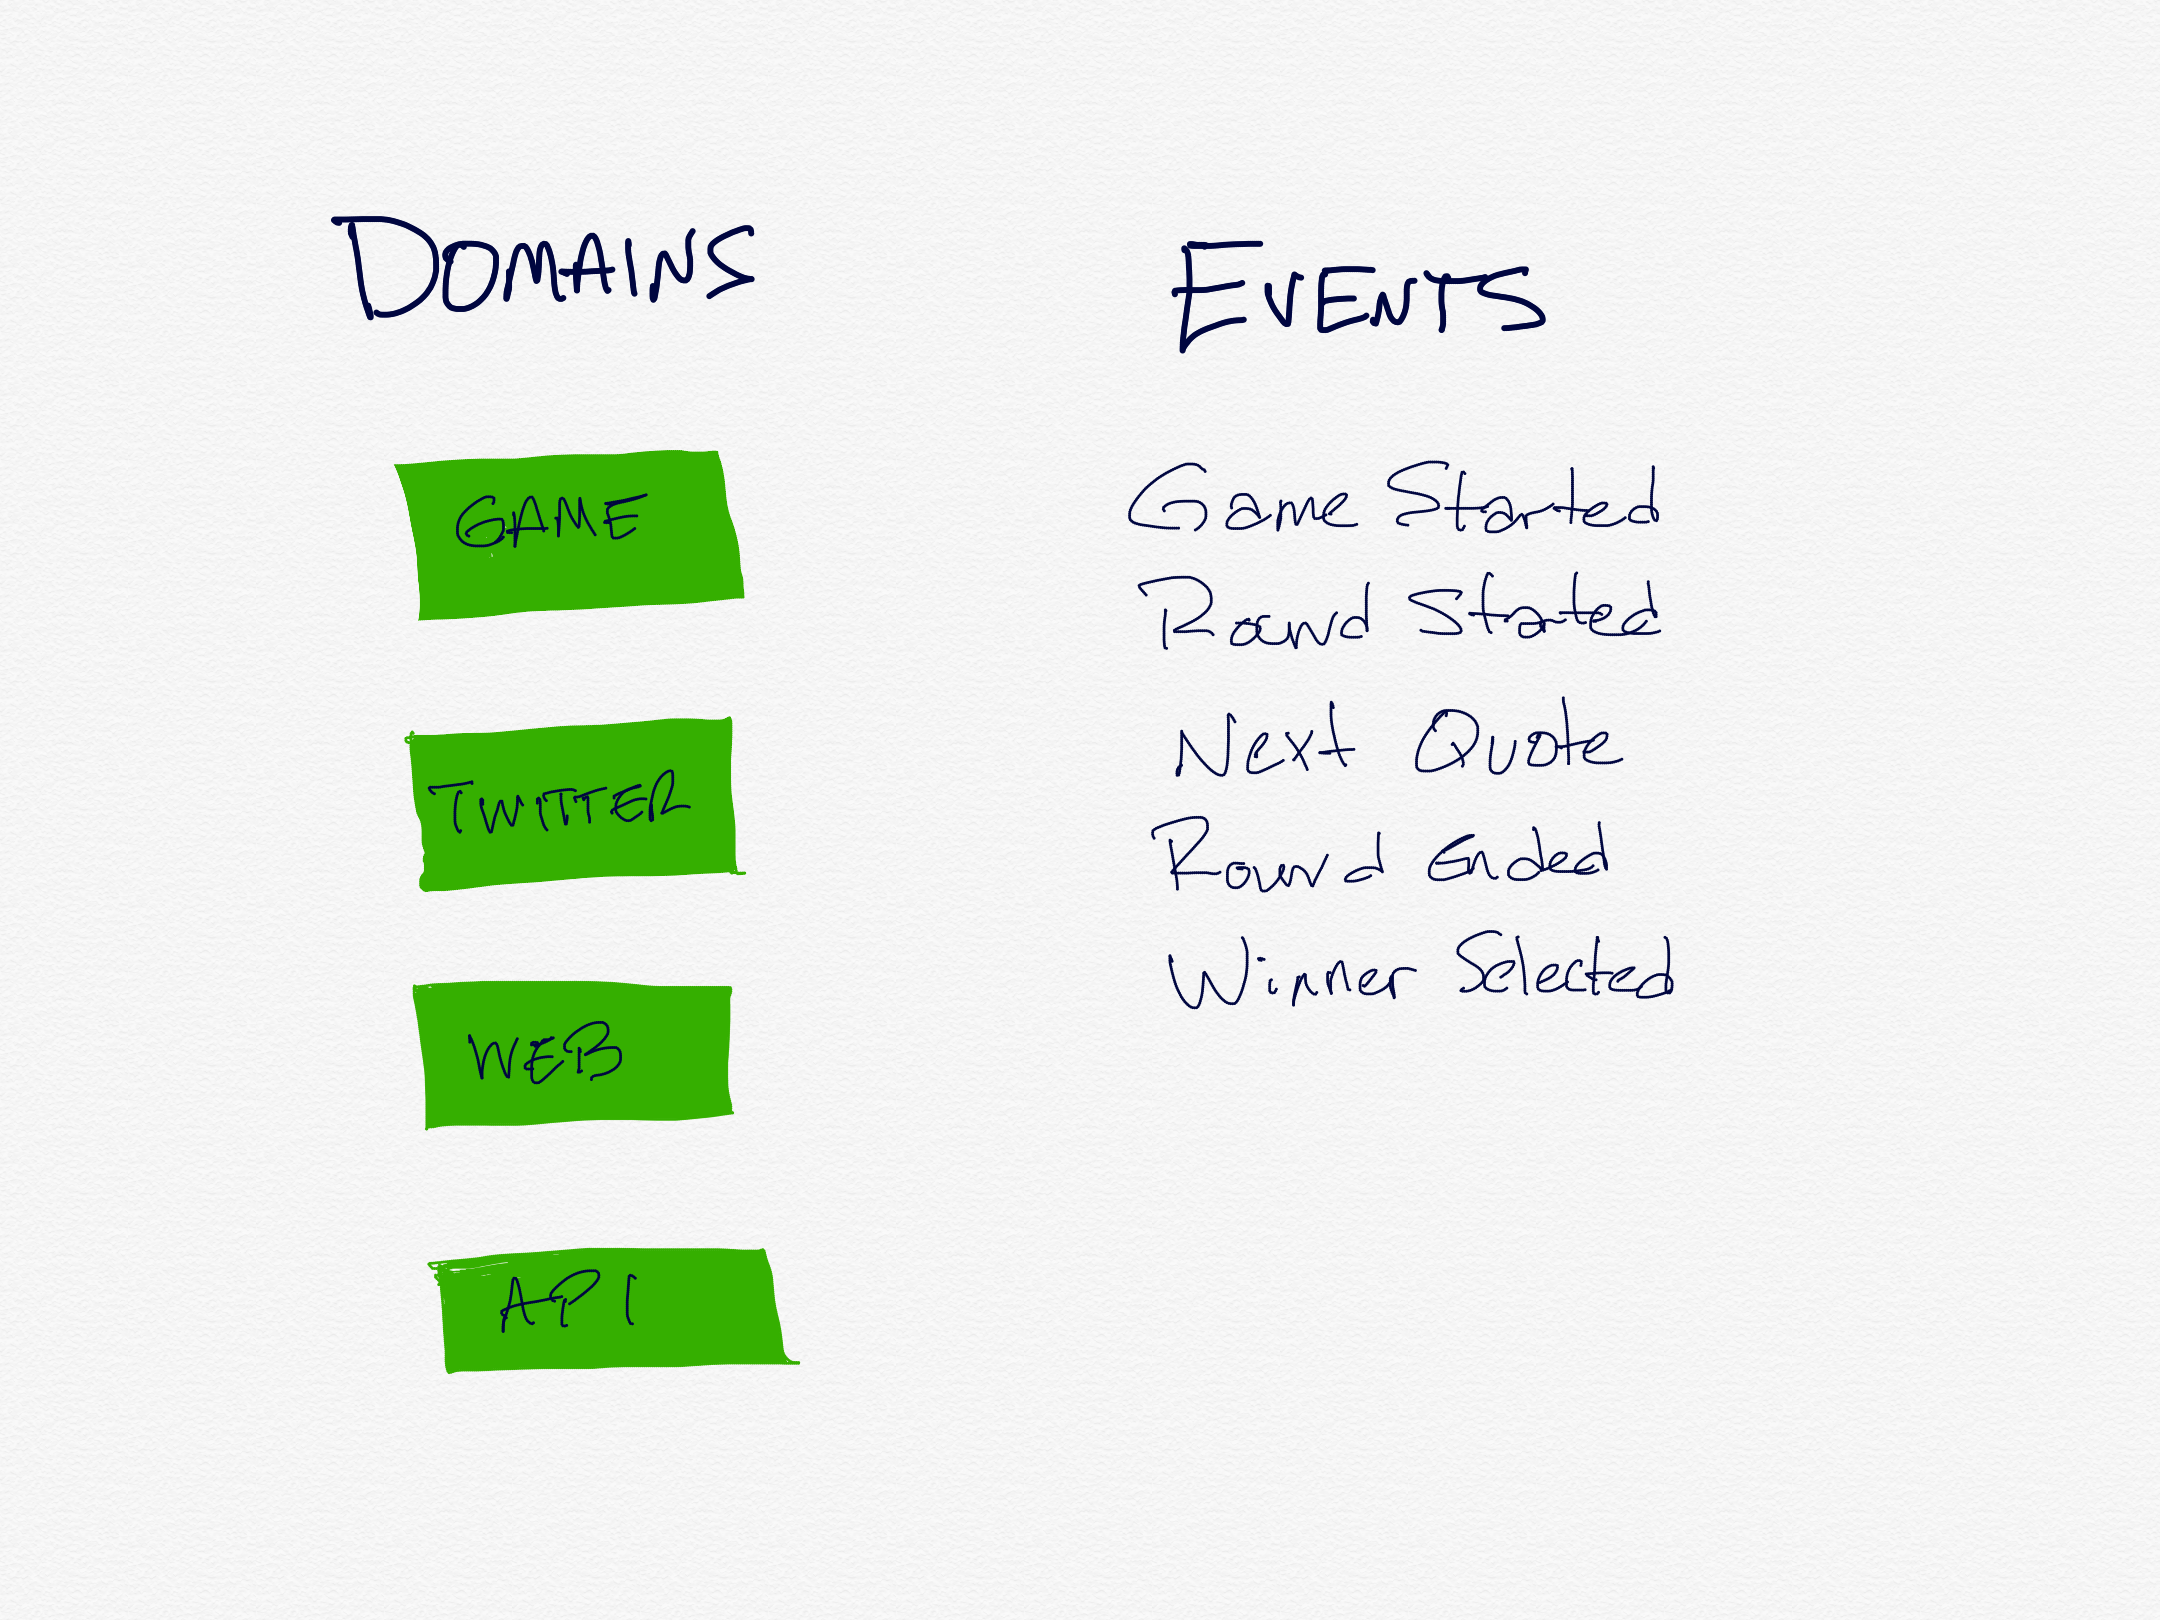 DOMAINS
GAME
TWITTER
WEB
API
EVENTS
Game Started
Round Started
Next Quote
Round Ended
Winner Selected